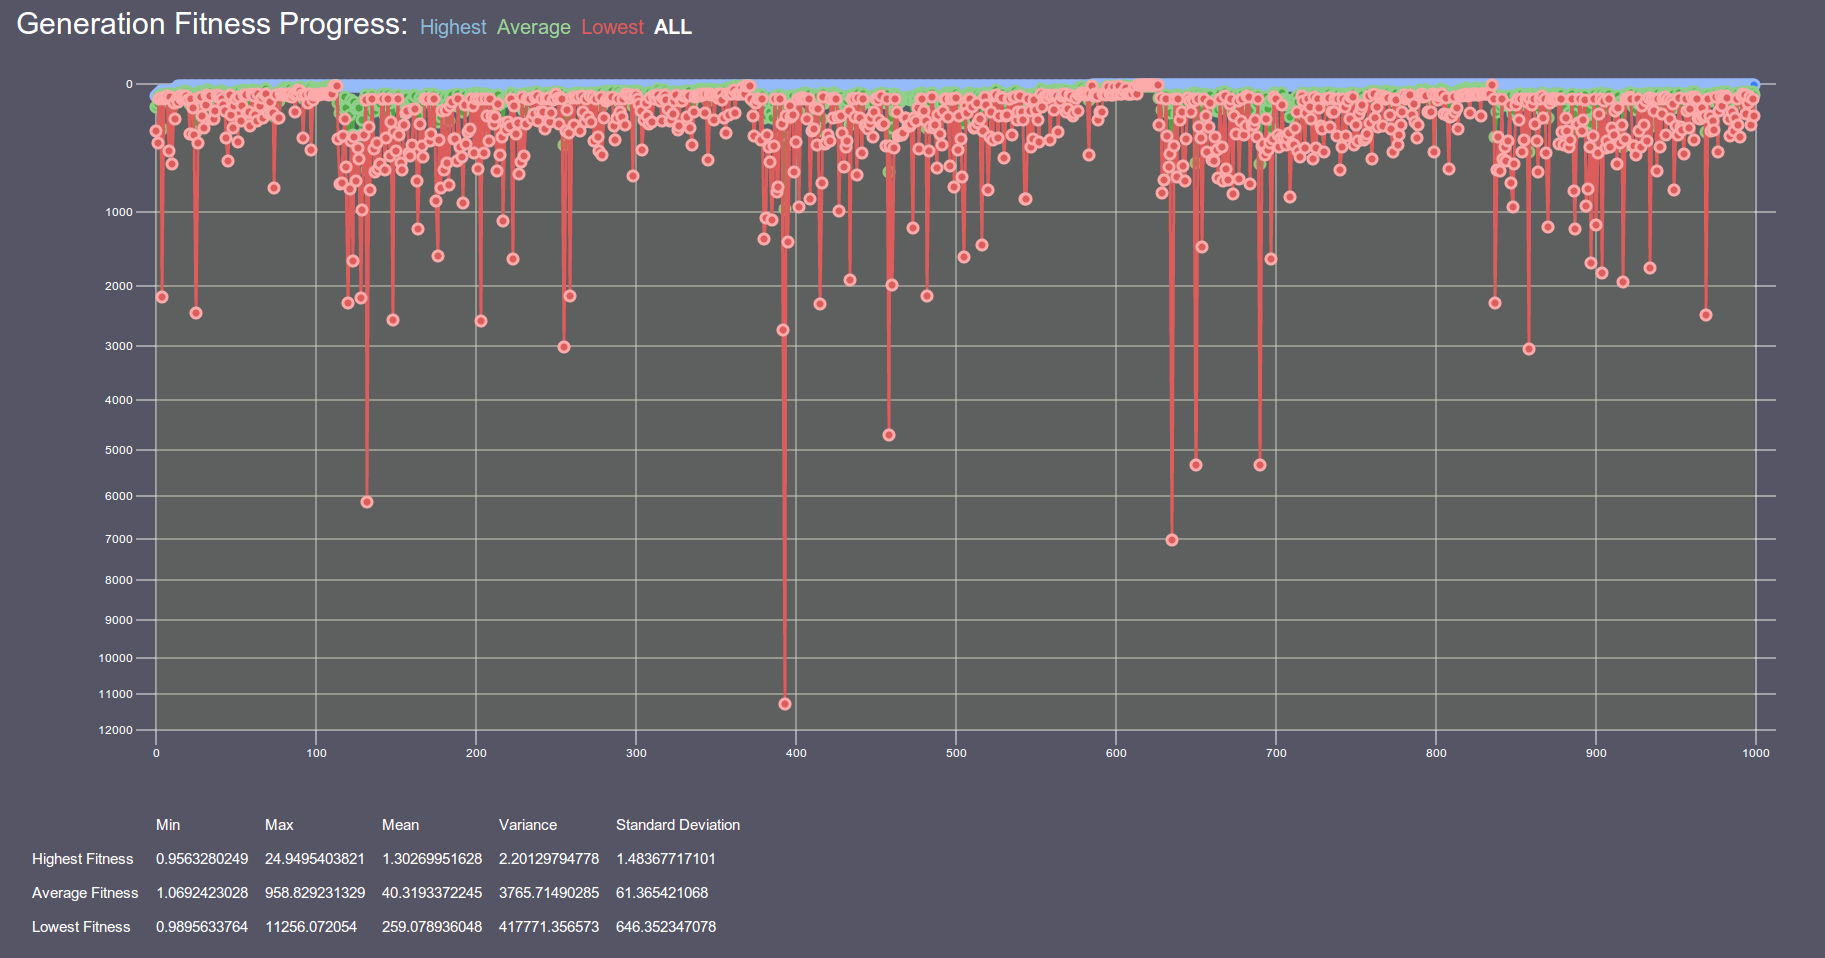 Generation Fitness Progress: Highest Average Lowest ALL
0
1000
2000
3000
4000
5000
6000
7000
8000
9000
10000
11000
12000
0 100 200 300 400 500 600 700 800 900 1000
Min Max Mean Variance Standard Deviation
Highest Fitness 0.9563280249 24.9495403821 1.30269951628 2.20129794778 1.48367717101
Average Fitness 1.0692423028 958.829231329 40.3193372245 3765.71490285 61.365421068
Lowest Fitness 0.9895633764 11256.072054 259.078936048 417771.356573 646.352347078